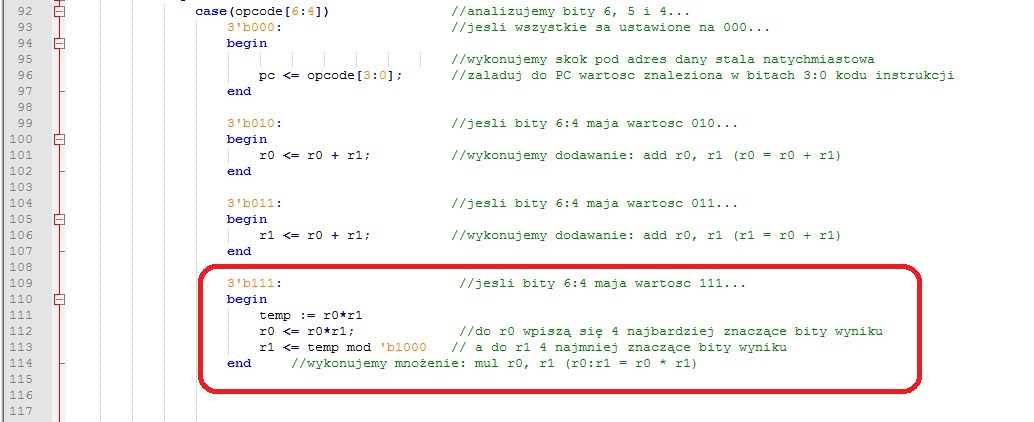 92 case(opcode[6:4]) //analizujemy bity 6, 5 i 4...
93 3'b000: //jesli wszystkie sa ustawione na 000...
94 begin
95 //wykonujemy skok pod adres dany stala natychmiastowa
96 pc <= opcode[3:0]; //zaladuj do PC wartosc znaleziona w bitach 3:0 kodu instrukcji
97 end
98
99 3'b010: //jesli bity 6:4 maja wartosc 010...
100 begin
101 r0 <= r0 + r1; //wykonujemy dodawanie: add r0, r1 (r0 = r0 + r1)
102 end
103
104 3'b011: //jesli bity 6:4 maja wartosc 011...
105 begin
106 r1 <= r0 + r1; //wykonujemy dodawanie: add r0, r1 (r1 = r0 + r1)
107 end
108
109 3'b111: //jesli bity 6:4 maja wartosc 111...
110 begin
111 temp := r0*r1
112 r0 <= r0*r1; //do r0 wpiszą się 4 najbardziej znaczące bity wyniku
113 r1 <= temp mod 'b1000 // a do r1 4 najmniej znaczące bity wyniku
114 end //wykonujemy mnożenie: mul r0, r1 (r0:r1 = r0 * r1)
115
116
117